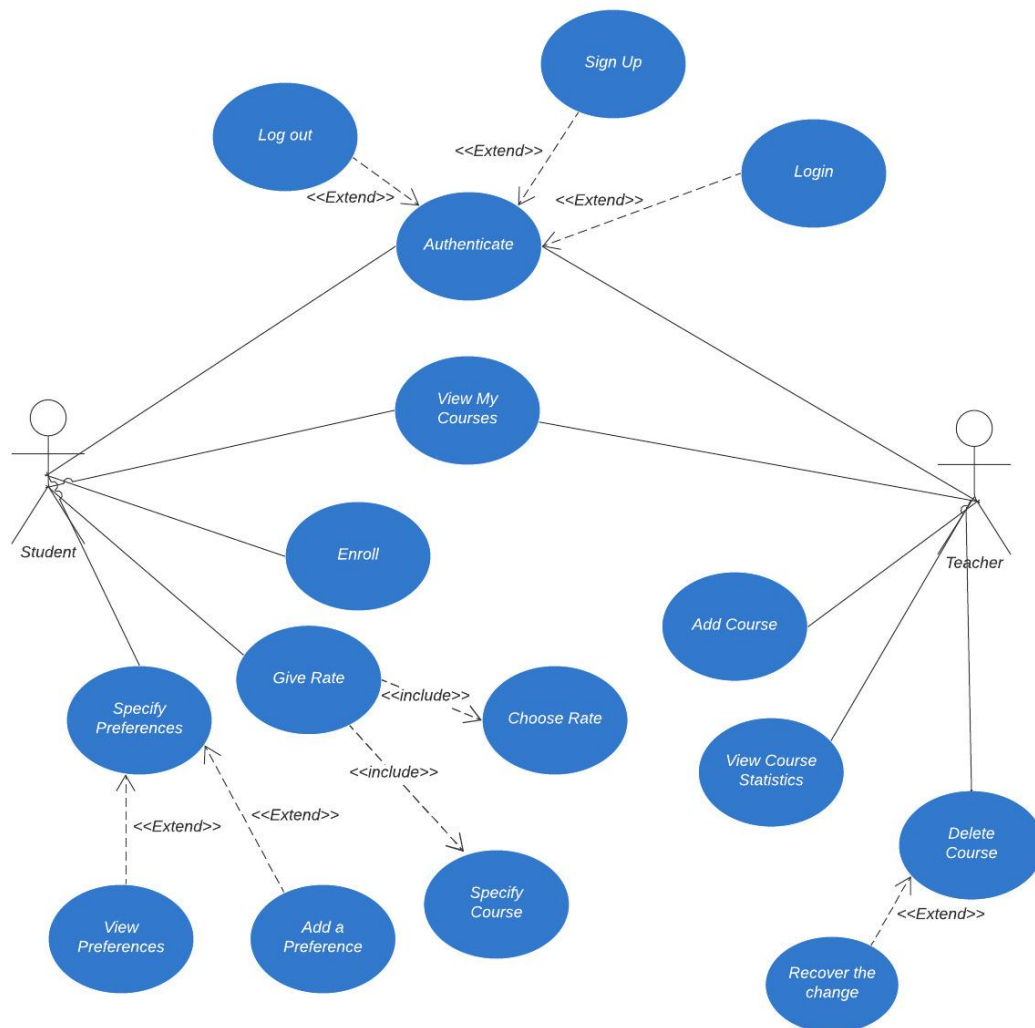 Sign Up
Log out
<<Extend>>
Login
<<Extend>>
<<Extend>>
Authenticate
View My
Courses
Student
Enroll
Teacher
Add Course
Give Rate
<<include>>
Choose Rate
Specify
Preferences
View Course
Statistics
<<include>>
<<Extend>>
<<Extend>>
Delete
Course
Specify
Course
<<Extend>>
View
Preferences
Add a
Preference
Recover the
change